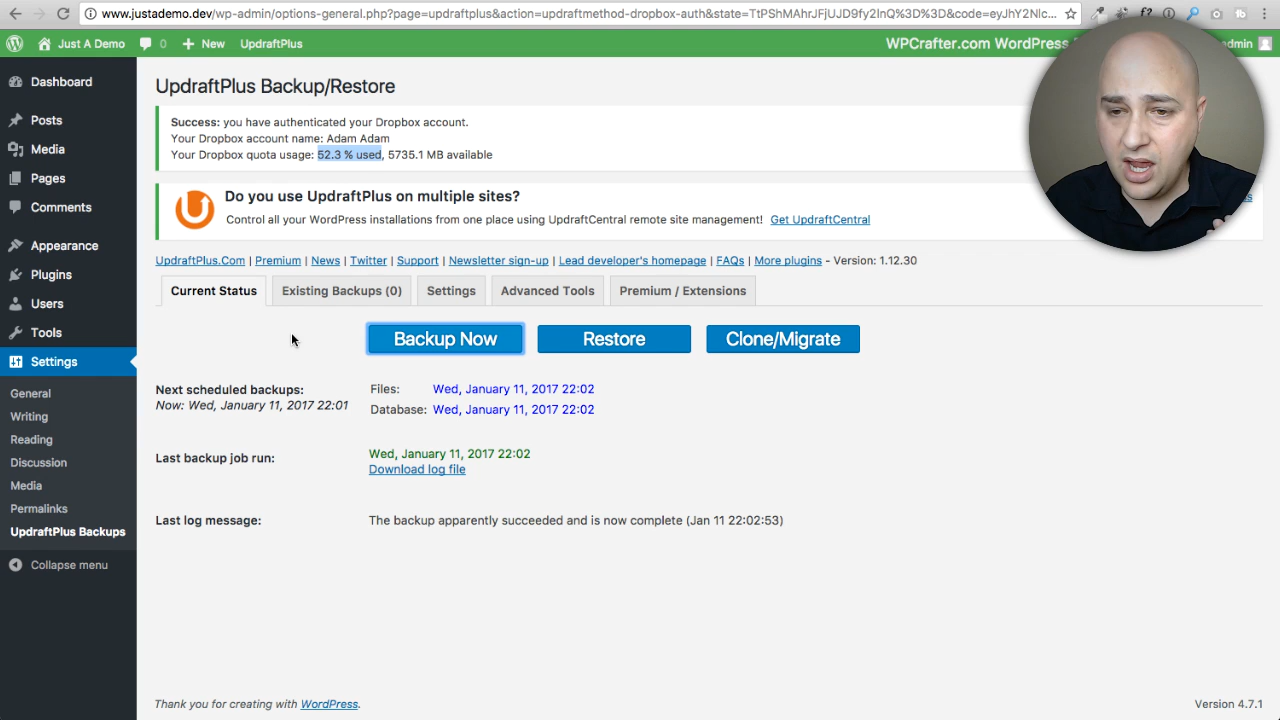 www.justademo.dev/wp-admin/options-general.php?page=updraftplus&action=updraftmethod-dropbox-auth&state=TtPShMAhrJFjUJD9fy2InQ%3D%3D&code=eyJhY2Nlc...
Just A Demo 0 New UpdraftPlus WPCrafter.com WordPress
Dashboard
Posts
Media
Pages
Comments
Appearance
Plugins
Users
Tools
Settings
General
Writing
Reading
Discussion
Media
Permalinks
UpdraftPlus Backups
Collapse menu
UpdraftPlus Backup/Restore
Success: you have authenticated your Dropbox account.
Your Dropbox account name: Adam Adam
Your Dropbox quota usage: 52.3 % used, 5735.1 MB available
Do you use UpdraftPlus on multiple sites?
Control all your WordPress installations from one place using UpdraftCentral remote site management! Get UpdraftCentral
UpdraftPlus.Com | Premium | News | Twitter | Support | Newsletter sign-up | Lead developer's homepage | FAQs | More plugins - Version: 1.12.30
Current Status Existing Backups (0) Settings Advanced Tools Premium / Extensions
Backup Now Restore Clone/Migrate
Next scheduled backups: Files: Wed, January 11, 2017 22:02
Now: Wed, January 11, 2017 22:01 Database: Wed, January 11, 2017 22:02
Last backup job run: Wed, January 11, 2017 22:02
Download log file
Last log message: The backup apparently succeeded and is now complete (Jan 11 22:02:53)
Thank you for creating with WordPress. Version 4.7.1